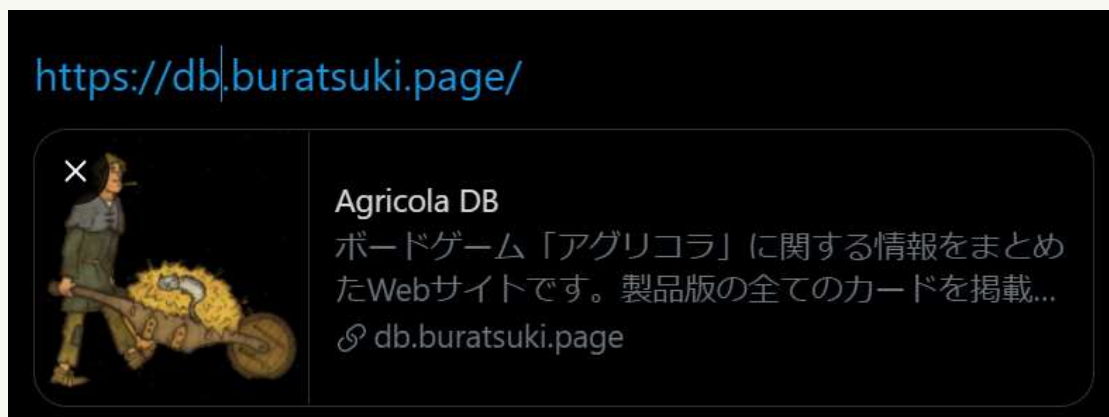 https://db.buratsuki.page/
Agricola DB
ボードゲーム「アグリコラ」に関する情報をまとめ
たWebサイトです。製品版の全てのカードを掲載...
db.buratsuki.page